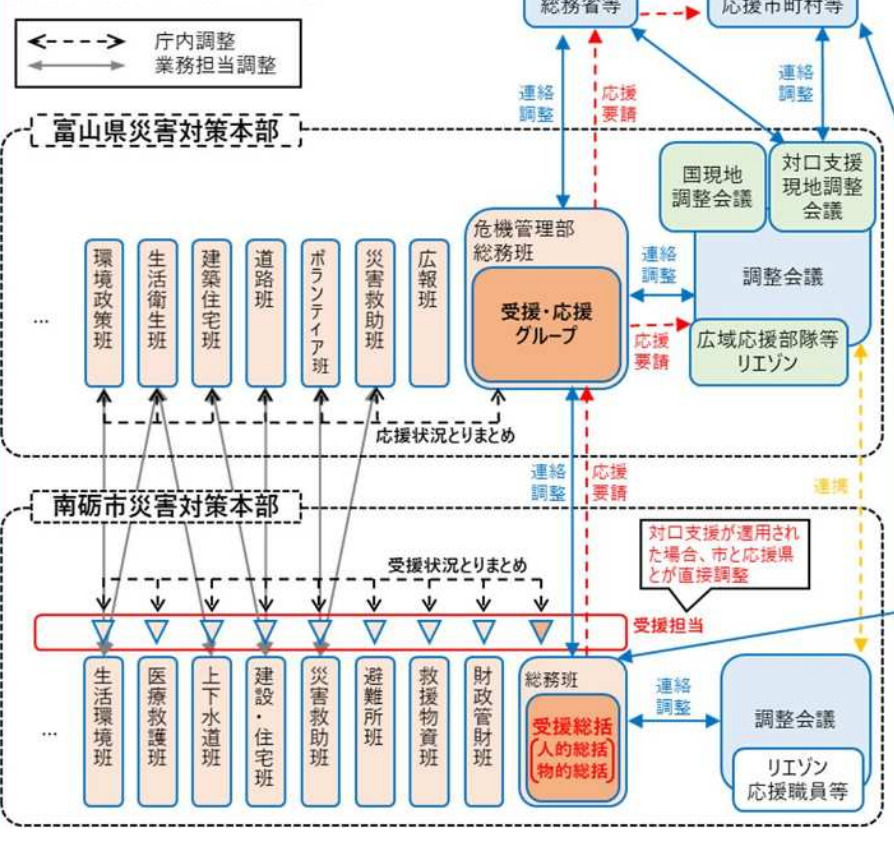 総務省等
応援市町村等
庁内調整
業務担当調整
連絡
調整
応援
要請
連絡
調整
富山県災害対策本部
国現地
調整会議
対口支援
現地調整
会議
環境政策班
生活衛生班
建築住宅班
道路班
ボランティア班
災害救助班
広報班
…
危機管理部
総務班
受援・応援
グループ
連絡
調整
調整会議
応援
要請
広域応援部隊等
リエゾン
応援状況とりまとめ
連絡
調整
応援
要請
連携
南砺市災害対策本部
対口支援が適用され
た場合、市と応援県
とが直接調整
受援状況とりまとめ
受援担当
生活環境班
医療救護班
上下水道班
建設・住宅班
災害救助班
避難所班
救援物資班
財政管財班
…
総務班
受援総括
人的総括
物的総括
連絡
調整
調整会議
リエゾン
応援職員等